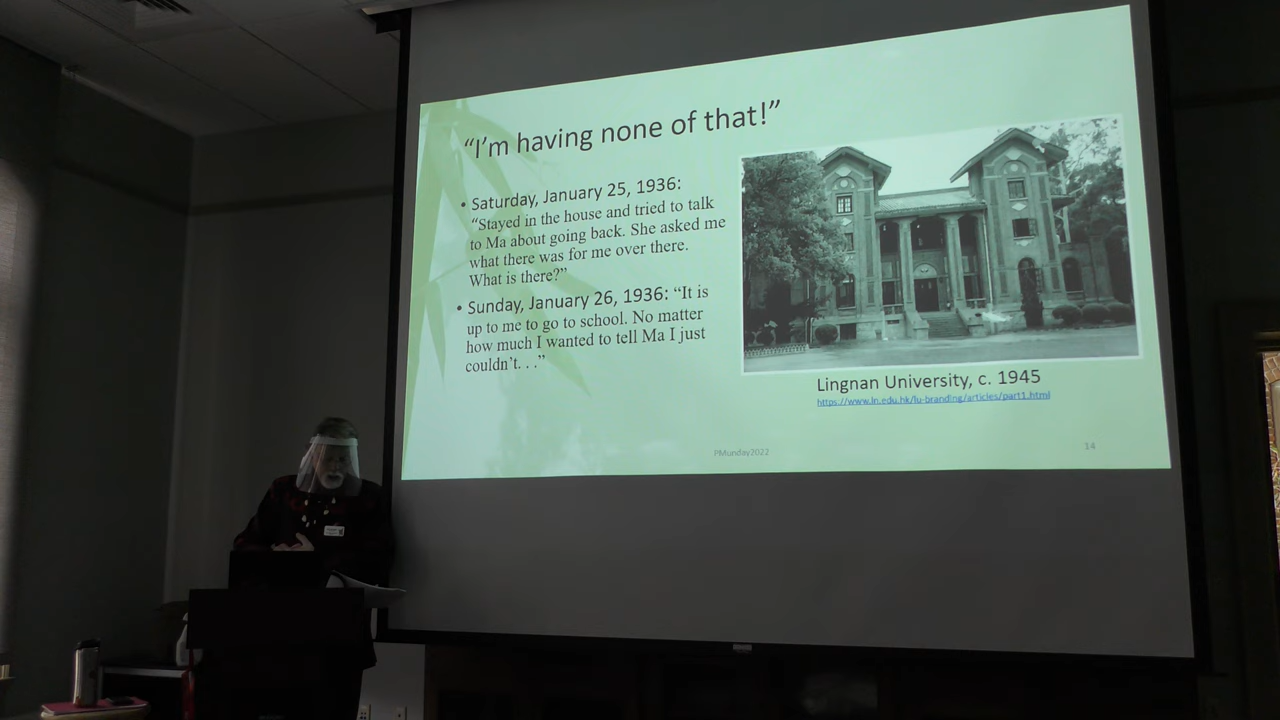 “I’m having none of that!”
• Saturday, January 25, 1936:
“Stayed in the house and tried to talk
to Ma about going back. She asked me
what there was for me over there.
What is there?”
• Sunday, January 26, 1936: “It is
up to me to go to school. No matter
how much I wanted to tell Ma I just
couldn’t. . .”
Lingnan University, c. 1945
https://www.ln.edu.hk/lu-branding/articles/part1.html
PMunday2022
14